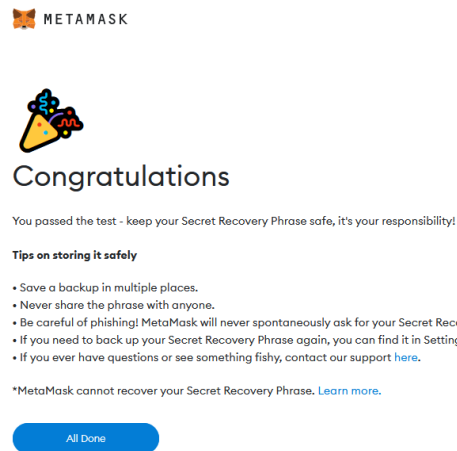 METAMASK
Congratulations
You passed the test - keep your Secret Recovery Phrase safe, it's your responsibility!
Tips on storing it safely
• Save a backup in multiple places.
• Never share the phrase with anyone.
• Be careful of phishing! MetaMask will never spontaneously ask for your Secret Reco
• If you need to back up your Secret Recovery Phrase again, you can find it in Setting
• If you ever have questions or see something fishy, contact our support here.
*MetaMask cannot recover your Secret Recovery Phrase. Learn more.
All Done